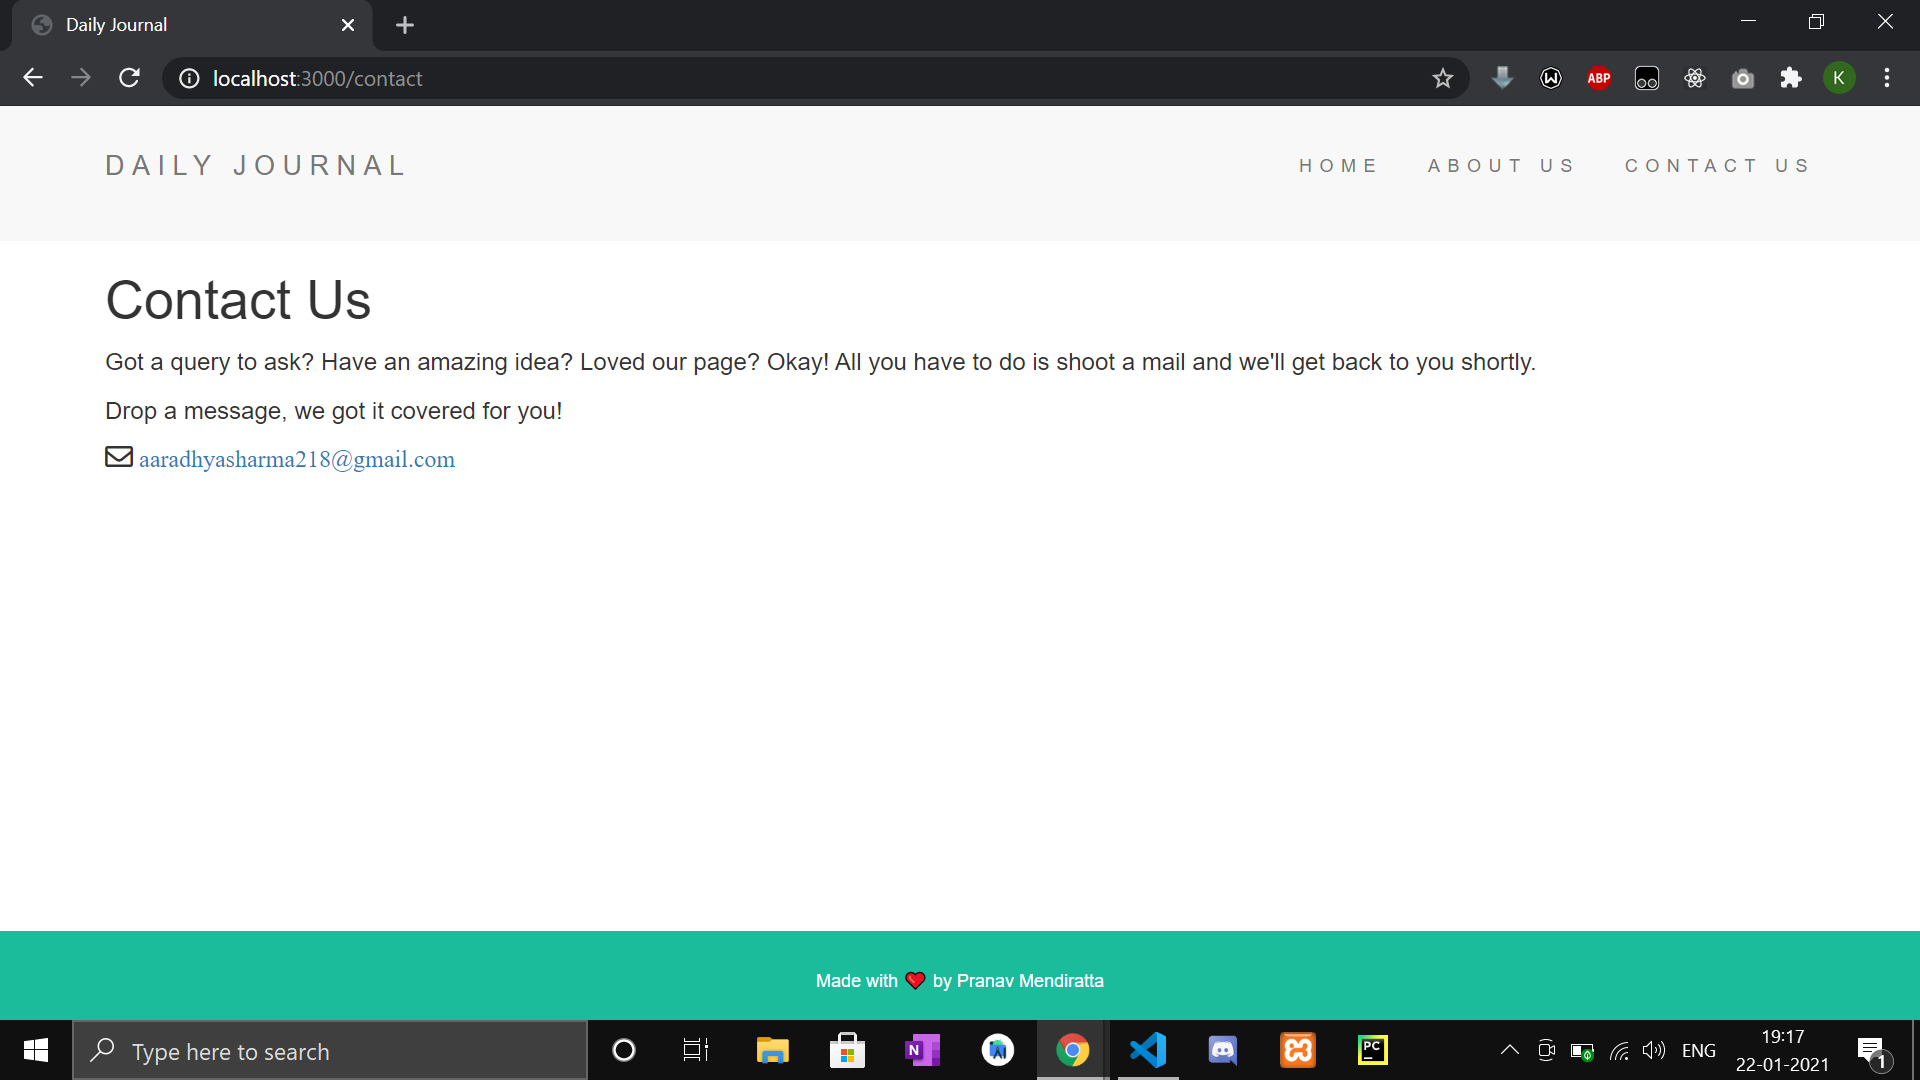 Daily Journal
localhost:3000/contact
ABP
K
DAILY JOURNAL
HOME ABOUT US CONTACT US
Contact Us
Got a query to ask? Have an amazing idea? Loved our page? Okay! All you have to do is shoot a mail and we'll get back to you shortly.
Drop a message, we got it covered for you!
aaradhyasharma218@gmail.com
Made with ❤ by Pranav Mendiratta
Type here to search
N
PC
ENG
19:17
22-01-2021
1